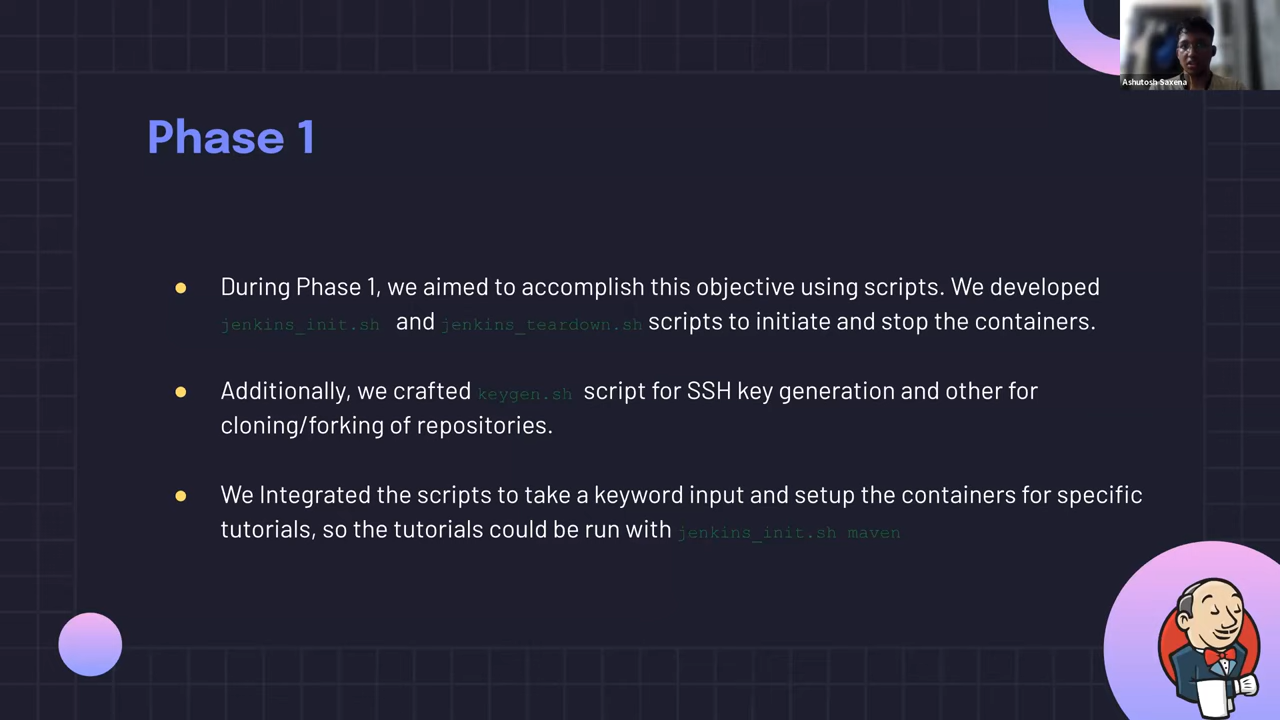 Ashutosh Saxena
Phase 1
● During Phase 1, we aimed to accomplish this objective using scripts. We developed
jenkins_init.sh and jenkins_teardown.sh scripts to initiate and stop the containers.
● Additionally, we crafted keygen.sh script for SSH key generation and other for
cloning/forking of repositories.
● We Integrated the scripts to take a keyword input and setup the containers for specific
tutorials, so the tutorials could be run with jenkins_init.sh maven